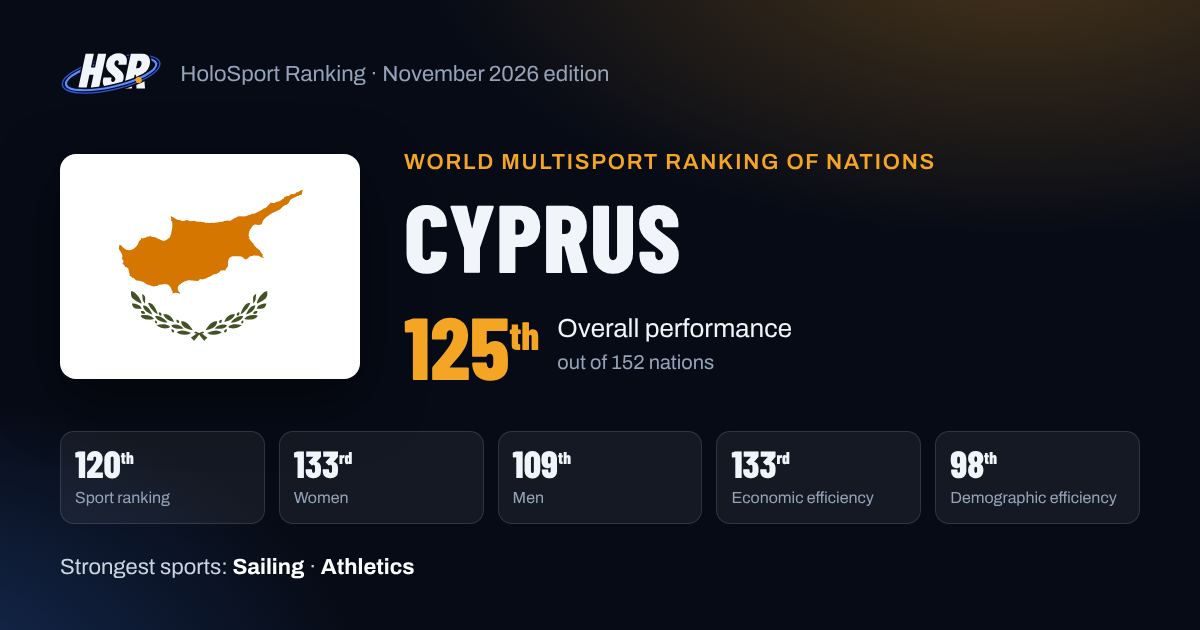 HSR HoloSport Ranking · November 2026 edition
WORLD MULTISPORT RANKING OF NATIONS
CYPRUS
125th Overall performance
out of 152 nations
120th
Sport ranking
133rd
Women
109th
Men
133rd
Economic efficiency
98th
Demographic efficiency
Strongest sports: Sailing · Athletics